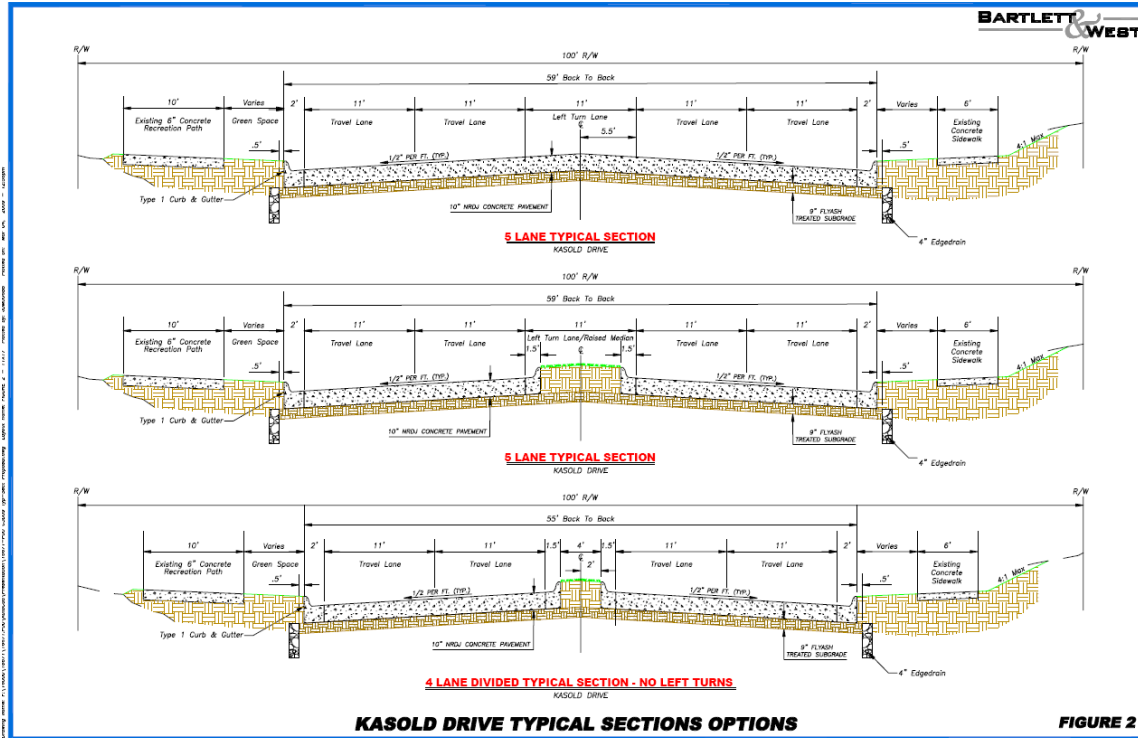 BARTLETT & WEST
R/W R/W
100' R/W
59' Back To Back
10' Varies 2' 11' 11' 11' 11' 11' 2' Varies 6'
Existing 6" Concrete Recreation Path Green Space Travel Lane Travel Lane Left Turn Lane Travel Lane Travel Lane Existing Concrete Sidewalk
℄
5.5'
.5' .5'
4:1 Max
1/2" PER FT. (TYP.) 1/2" PER FT. (TYP.)
Type 1 Curb & Gutter
10" NRDJ CONCRETE PAVEMENT
9" FLYASH
TREATED SUBGRADE
4" Edgedrain
5 LANE TYPICAL SECTION
KASOLD DRIVE
R/W R/W
100' R/W
59' Back To Back
10' Varies 2' 11' 11' 11' 11' 11' 2' Varies 6'
Existing 6" Concrete Recreation Path Green Space Travel Lane Travel Lane Left Turn Lane/Raised Median Travel Lane Travel Lane Existing Concrete Sidewalk
1.5' ℄ 1.5'
.5' .5'
4:1 Max
1/2" PER FT. (TYP.) 1/2" PER FT. (TYP.)
Type 1 Curb & Gutter
10" NRDJ CONCRETE PAVEMENT
9" FLYASH
TREATED SUBGRADE
4" Edgedrain
5 LANE TYPICAL SECTION
KASOLD DRIVE
R/W R/W
100' R/W
55' Back To Back
10' Varies 2' 11' 11' 1.5' 4' 1.5' 11' 11' 2' Varies 6'
Existing 6" Concrete Recreation Path Green Space Travel Lane Travel Lane ℄ Travel Lane Travel Lane Existing Concrete Sidewalk
2'
.5' .5'
4:1 Max
1/2 PER FT. (TYP.) 1/2" PER FT. (TYP.)
Type 1 Curb & Gutter
10" NRDJ CONCRETE PAVEMENT
9" FLYASH
TREATED SUBGRADE
4" Edgedrain
4 LANE DIVIDED TYPICAL SECTION - NO LEFT TURNS
KASOLD DRIVE
KASOLD DRIVE TYPICAL SECTIONS OPTIONS
FIGURE 2